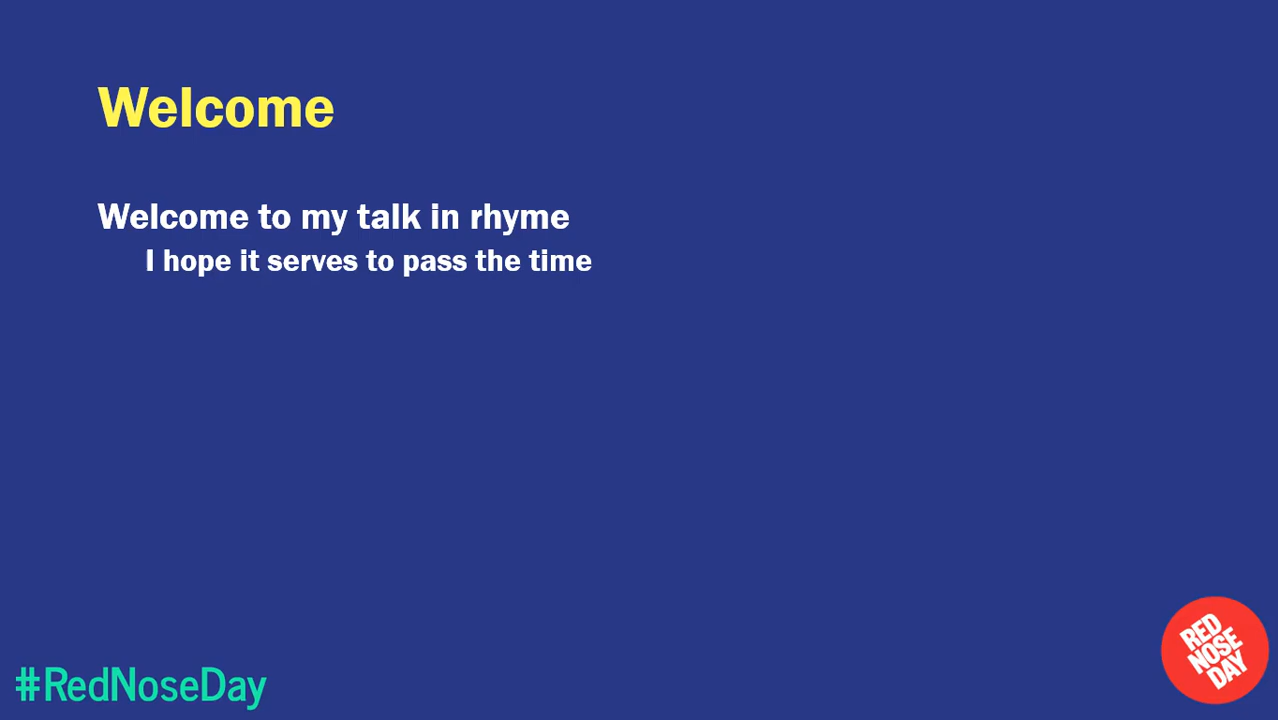 Welcome
Welcome to my talk in rhyme
I hope it serves to pass the time
#RedNoseDay
RED
NOSE
DAY